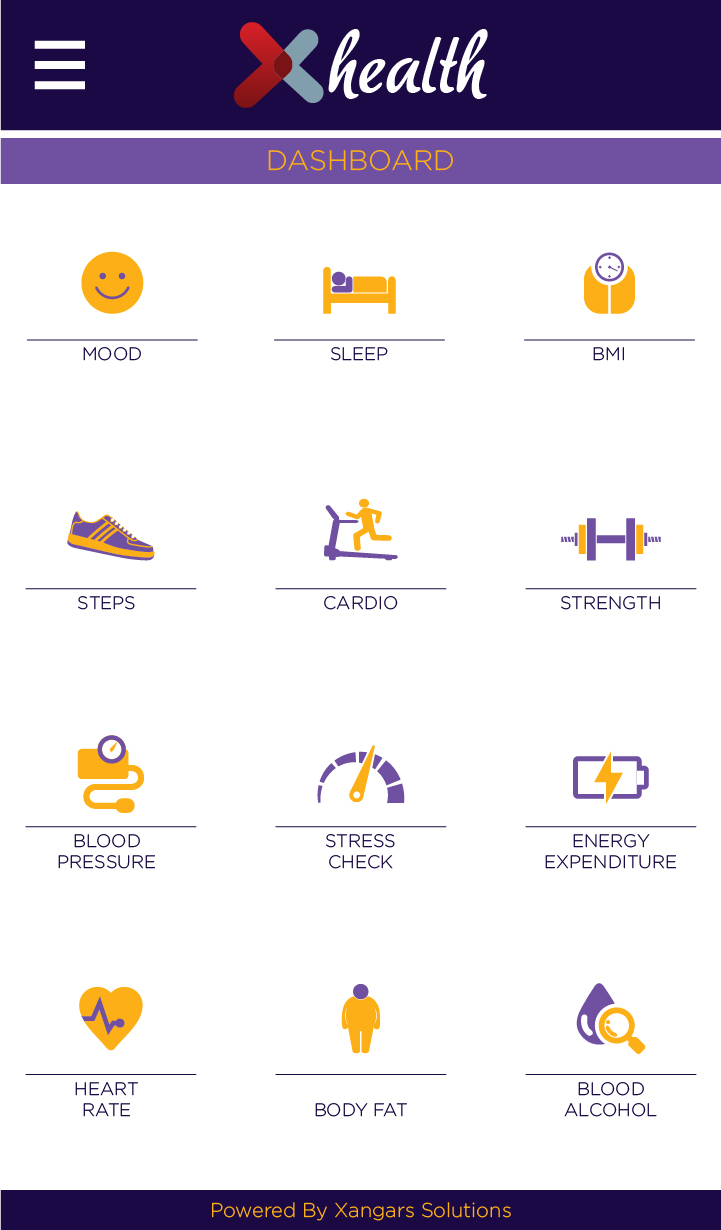 Xhealth
DASHBOARD
MOOD
SLEEP
BMI
STEPS
CARDIO
STRENGTH
BLOOD
PRESSURE
STRESS
CHECK
ENERGY
EXPENDITURE
HEART
RATE
BODY FAT
BLOOD
ALCOHOL
Powered By Xangars Solutions